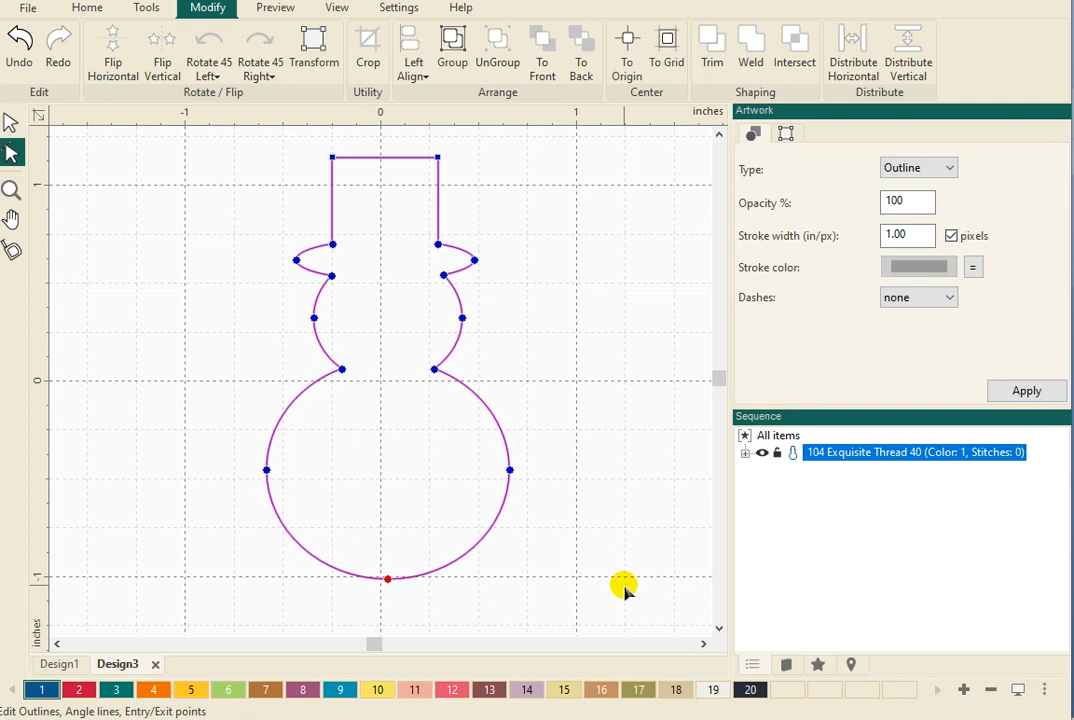 File Home Tools Modify Preview View Settings Help
Undo Redo Flip Horizontal Flip Vertical Rotate 45 Left Rotate 45 Right Transform Crop Left Align Group UnGroup To Front To Back To Origin To Grid Trim Weld Intersect Distribute Horizontal Distribute Vertical
Edit Rotate / Flip Utility Arrange Center Shaping Distribute
-1 0 1 inches
Artwork
Type: Outline
Opacity %: 100
Stroke width (in/px): 1.00 pixels
Stroke color: =
Dashes: none
Apply
Sequence
All items
104 Exquisite Thread 40 (Color: 1, Stitches: 0)
1
0
-1
inches
Design1 Design3
1 2 3 4 5 6 7 8 9 10 11 12 13 14 15 16 17 18 19 20
Edit Outlines, Angle lines, Entry/Exit points